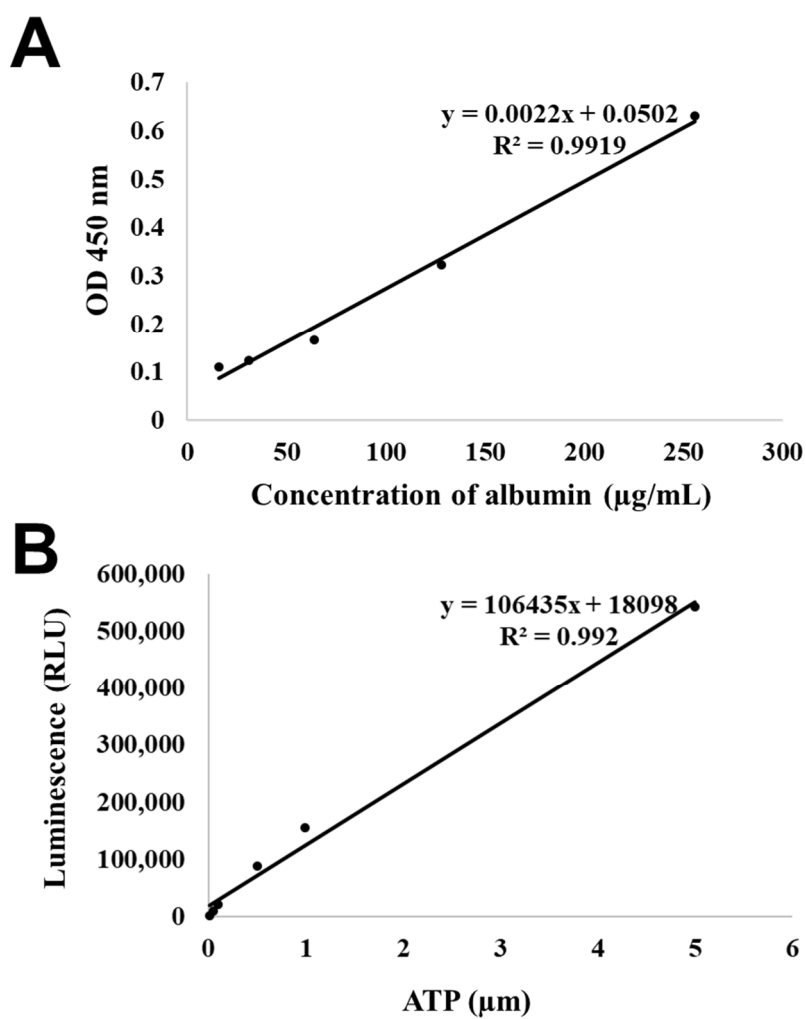 A
0.7
0.6
0.5
0.4
0.3
0.2
0.1
0
OD 450 nm
y = 0.0022x + 0.0502
R² = 0.9919
0 50 100 150 200 250 300
Concentration of albumin (µg/mL)
B
600,000
500,000
400,000
300,000
200,000
100,000
0
Luminescence (RLU)
y = 106435x + 18098
R² = 0.992
0 1 2 3 4 5 6
ATP (µm)